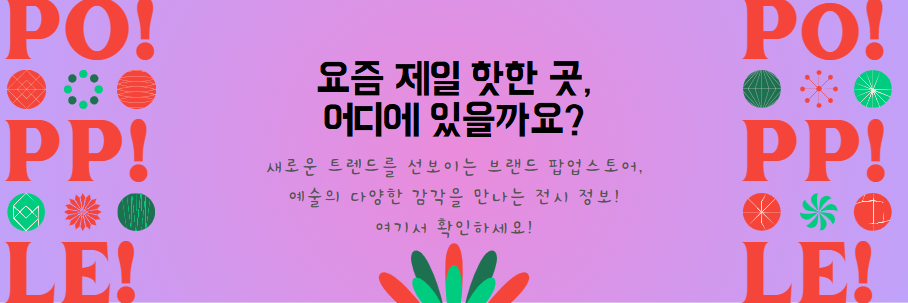 PO!
PP!
LE!
요즘 제일 핫한 곳,
어디에 있을까요?
새로운 트렌드를 선보이는 브랜드 팝업스토어,
예술의 다양한 감각을 만나는 전시 정보!
여기서 확인하세요!
PO!
PP!
LE!